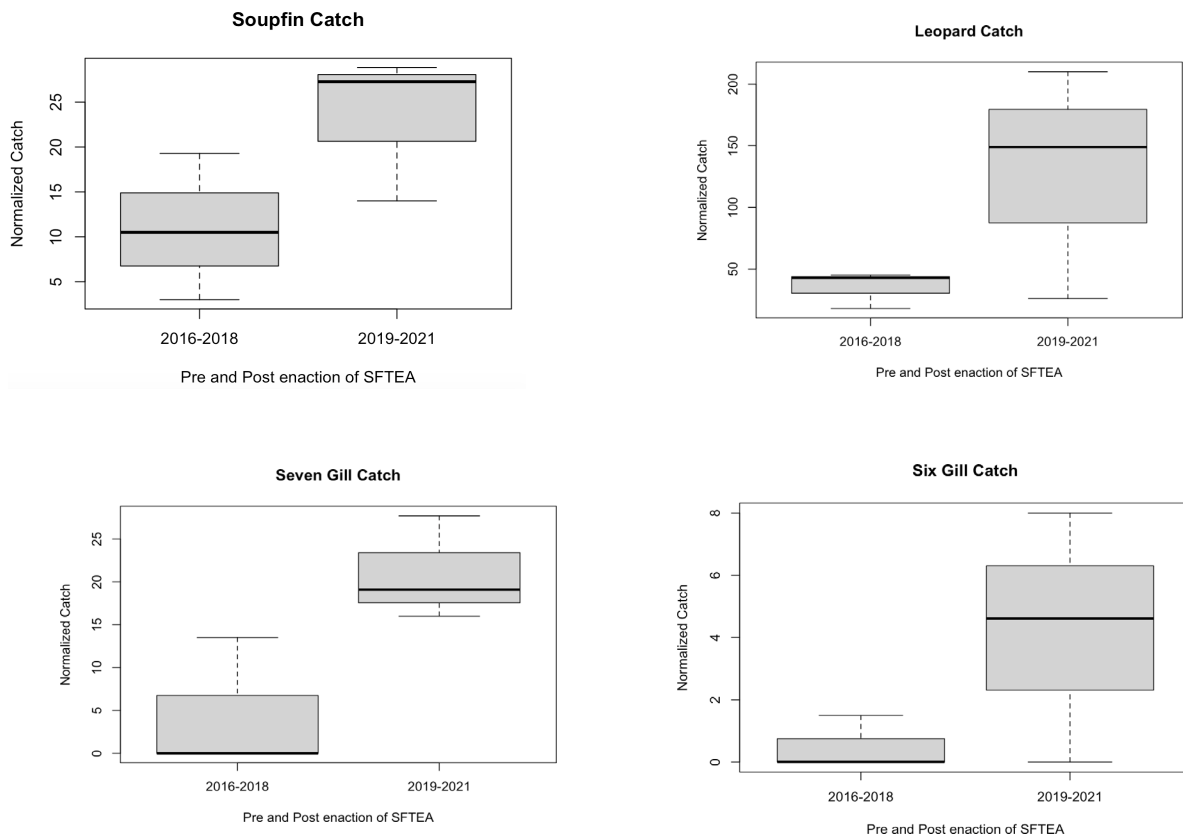 Soupfin Catch
Normalized Catch
25
20
15
10
5
2016-2018 2019-2021
Pre and Post enaction of SFTEA
Leopard Catch
Normalized Catch
200
150
100
50
2016-2018 2019-2021
Pre and Post enaction of SFTEA
Seven Gill Catch
Normalized Catch
25
20
15
10
5
0
2016-2018 2019-2021
Pre and Post enaction of SFTEA
Six Gill Catch
Normalized Catch
8
6
4
2
0
2016-2018 2019-2021
Pre and Post enaction of SFTEA